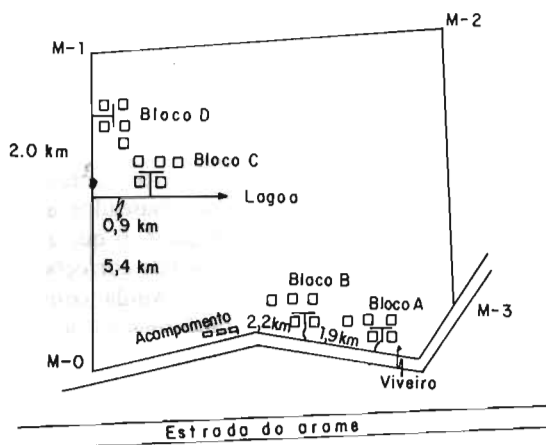 M-2
M-1
Bloco D
2.0 km
Bloco C
Lagoa
0,9 km
5,4 km
Bloco B
Bloco A
M-3
Acampamento
2,2km
1,9km
M-0
Viveiro
Estrada do arame